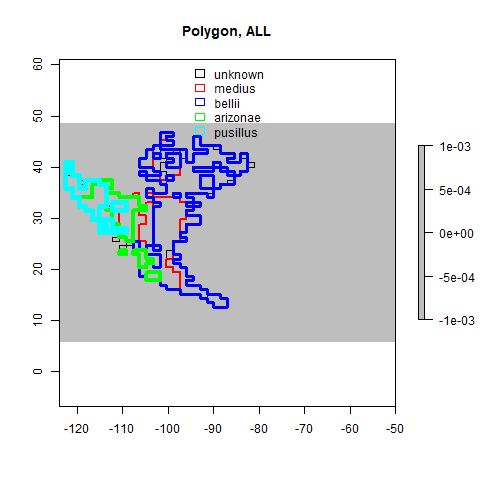 Polygon, ALL
unknown
medius
bellii
arizonae
pusillus
60
50
40
30
20
10
0
-120 -110 -100 -90 -80 -70 -60 -50
1e-03
5e-04
0e+00
-5e-04
-1e-03